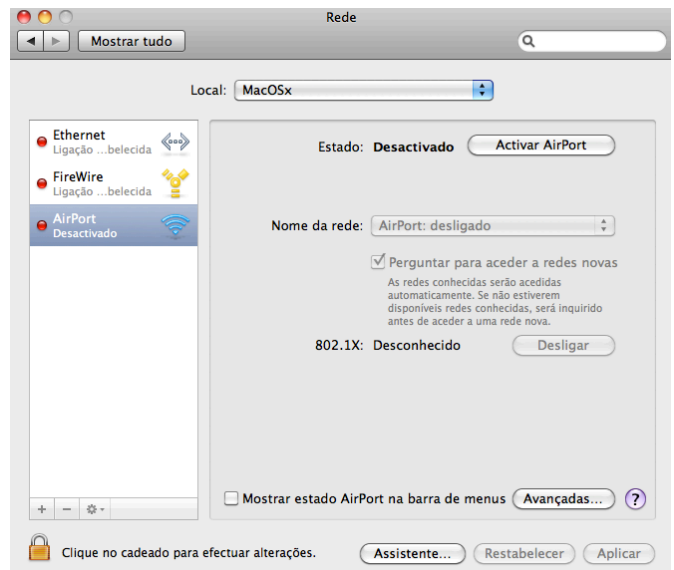 Rede
Mostrar tudo
Local: MacOSx
Ethernet
Ligação ...belecida
FireWire
Ligação ...belecida
AirPort
Desactivado
Estado: Desactivado Activar AirPort
Nome da rede: AirPort: desligado
Perguntar para aceder a redes novas
As redes conhecidas serão acedidas
automaticamente. Se não estiverem
disponíveis redes conhecidas, será inquirido
antes de aceder a uma rede nova.
802.1X: Desconhecido Desligar
Mostrar estado AirPort na barra de menus Avançadas... ?
Clique no cadeado para efectuar alterações. Assistente... Restabelecer Aplicar